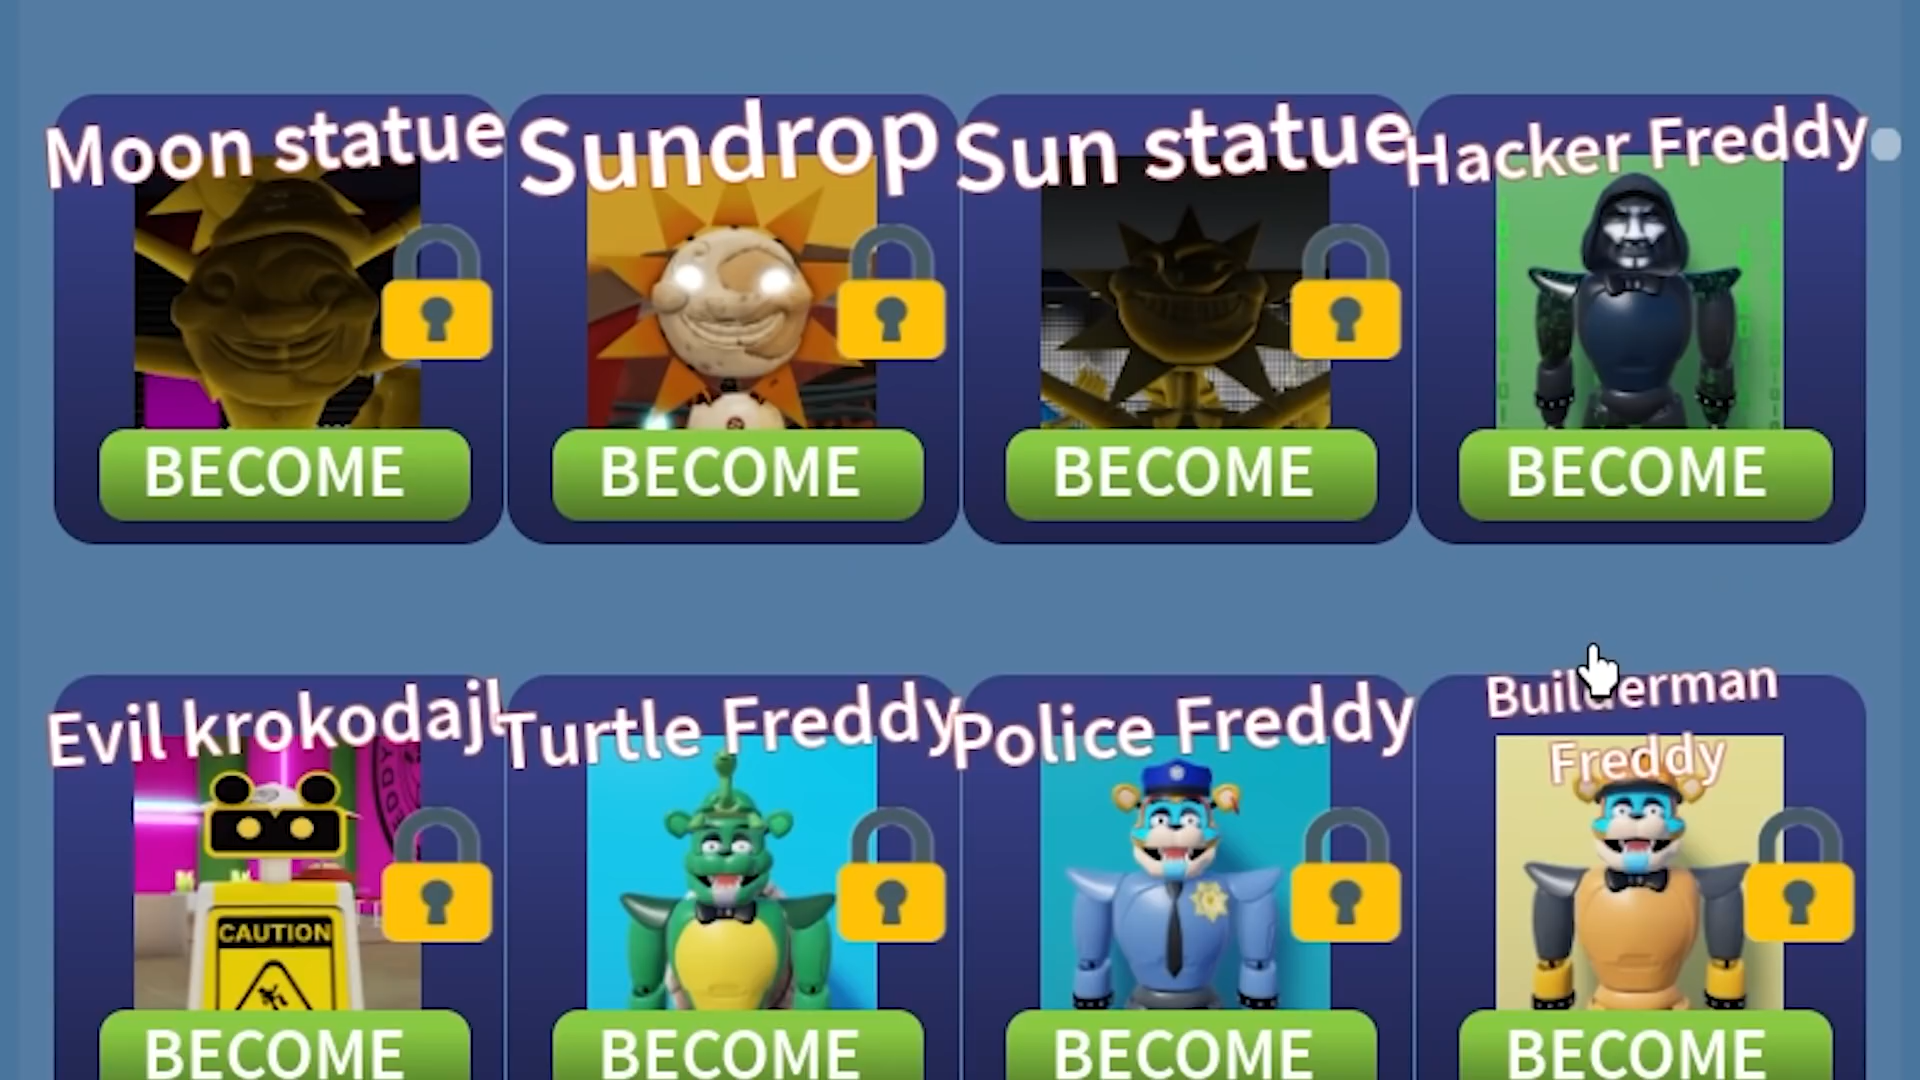 Moon statue
Sundrop
Sun statue
Hacker Freddy
BECOME
BECOME
BECOME
BECOME
Evil krokodajl
Turtle Freddy
Police Freddy
Builderman
Freddy
CAUTION
BECOME
BECOME
BECOME
BECOME